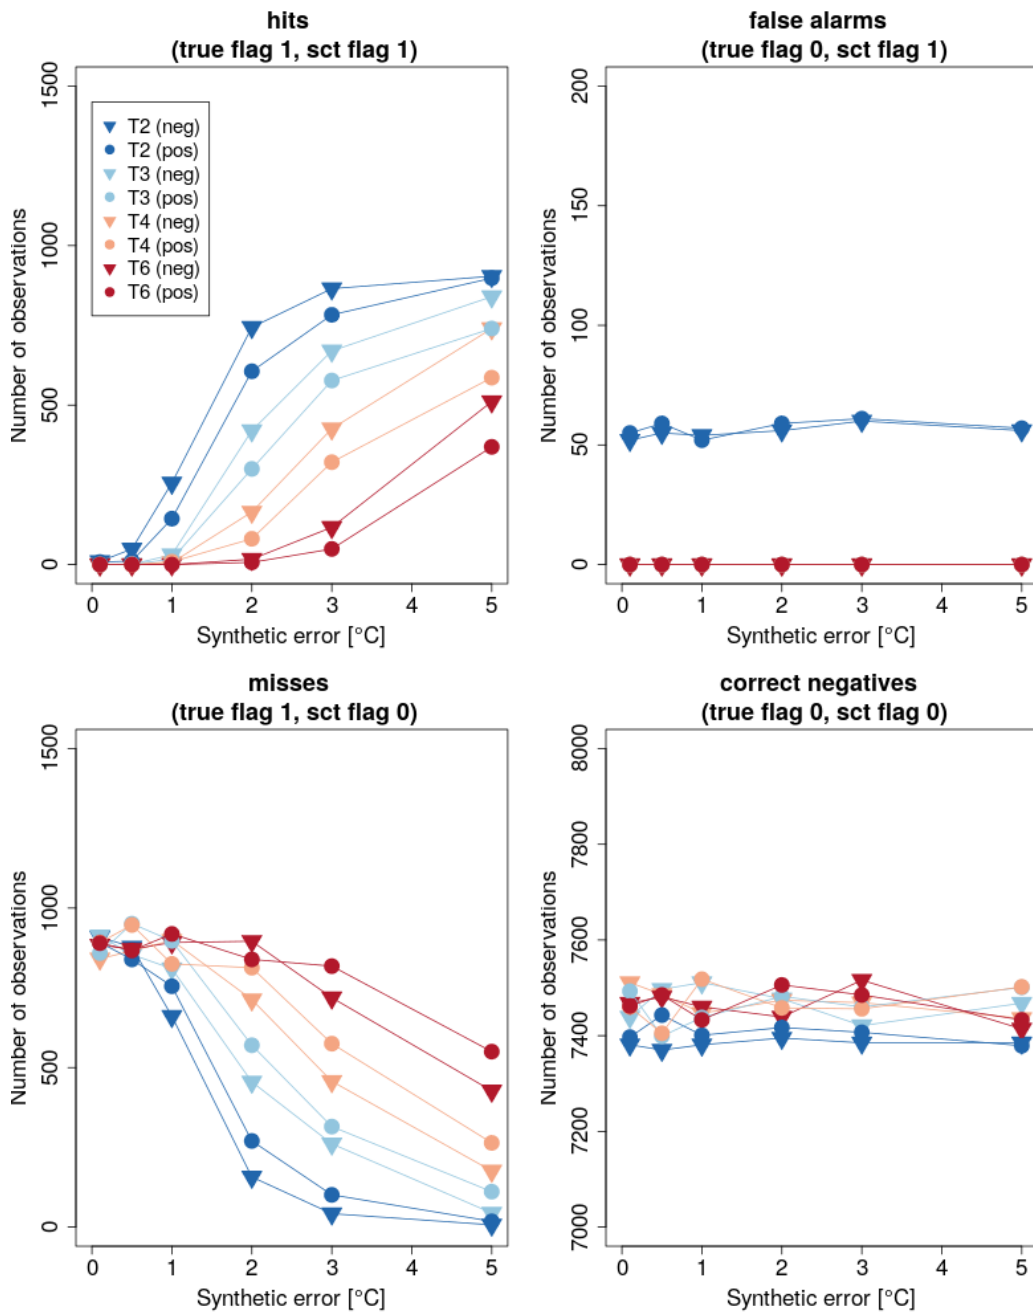 hits
(true flag 1, sct flag 1)
1500
1000
500
0
Number of observations
T2 (neg)
T2 (pos)
T3 (neg)
T3 (pos)
T4 (neg)
T4 (pos)
T6 (neg)
T6 (pos)
0 1 2 3 4 5
Synthetic error [°C]
false alarms
(true flag 0, sct flag 1)
200
150
100
50
0
Number of observations
0 1 2 3 4 5
Synthetic error [°C]
misses
(true flag 1, sct flag 0)
1500
1000
500
0
Number of observations
0 1 2 3 4 5
Synthetic error [°C]
correct negatives
(true flag 0, sct flag 0)
8000
7800
7600
7400
7200
7000
Number of observations
0 1 2 3 4 5
Synthetic error [°C]